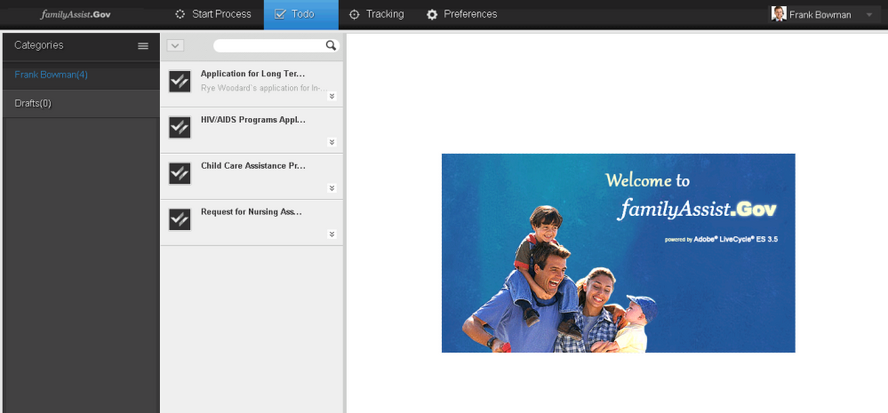 familyAssist.Gov
Start Process
Todo
Tracking
Preferences
Frank Bowman
Categories
Frank Bowman(4)
Drafts(0)
Application for Long Ter...
Rye Woodard's application for In-...
HIV/AIDS Programs Appl...
Child Care Assistance Pr...
Request for Nursing Ass...
Welcome to
familyAssist.Gov
powered by Adobe® LiveCycle® ES 3.5